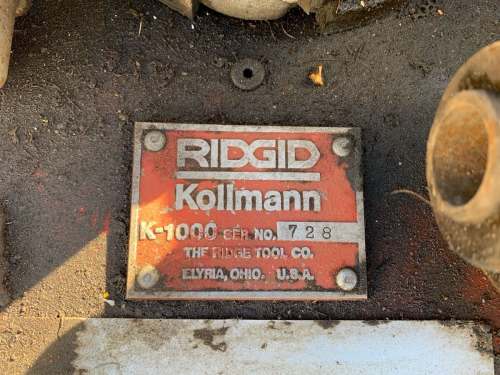 RIDGID
Kollmann
K-1000 SER. NO. 728
THE RIDGE TOOL CO.
ELYRIA, OHIO. U.S.A.